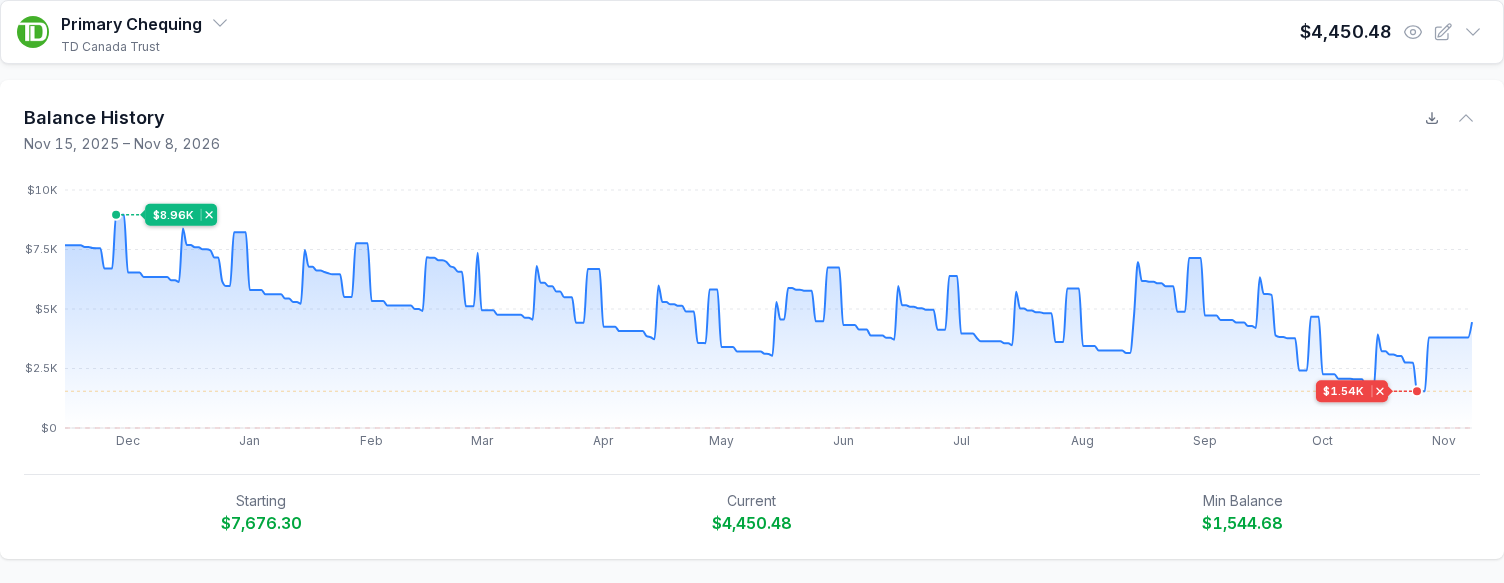 TD
Primary Chequing
TD Canada Trust
$4,450.48
Balance History
Nov 15, 2025 – Nov 8, 2026
$10K
$7.5K
$5K
$2.5K
$0
$8.96K
$1.54K
Dec Jan Feb Mar Apr May Jun Jul Aug Sep Oct Nov
Starting Current Min Balance
$7,676.30 $4,450.48 $1,544.68